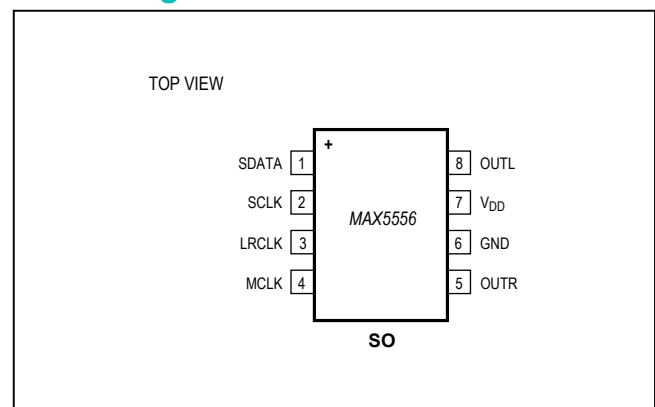 TOP VIEW
+
SDATA 1
SCLK 2
LRCLK 3
MCLK 4
MAX5556
8 OUTL
7 VDD
6 GND
5 OUTR
SO